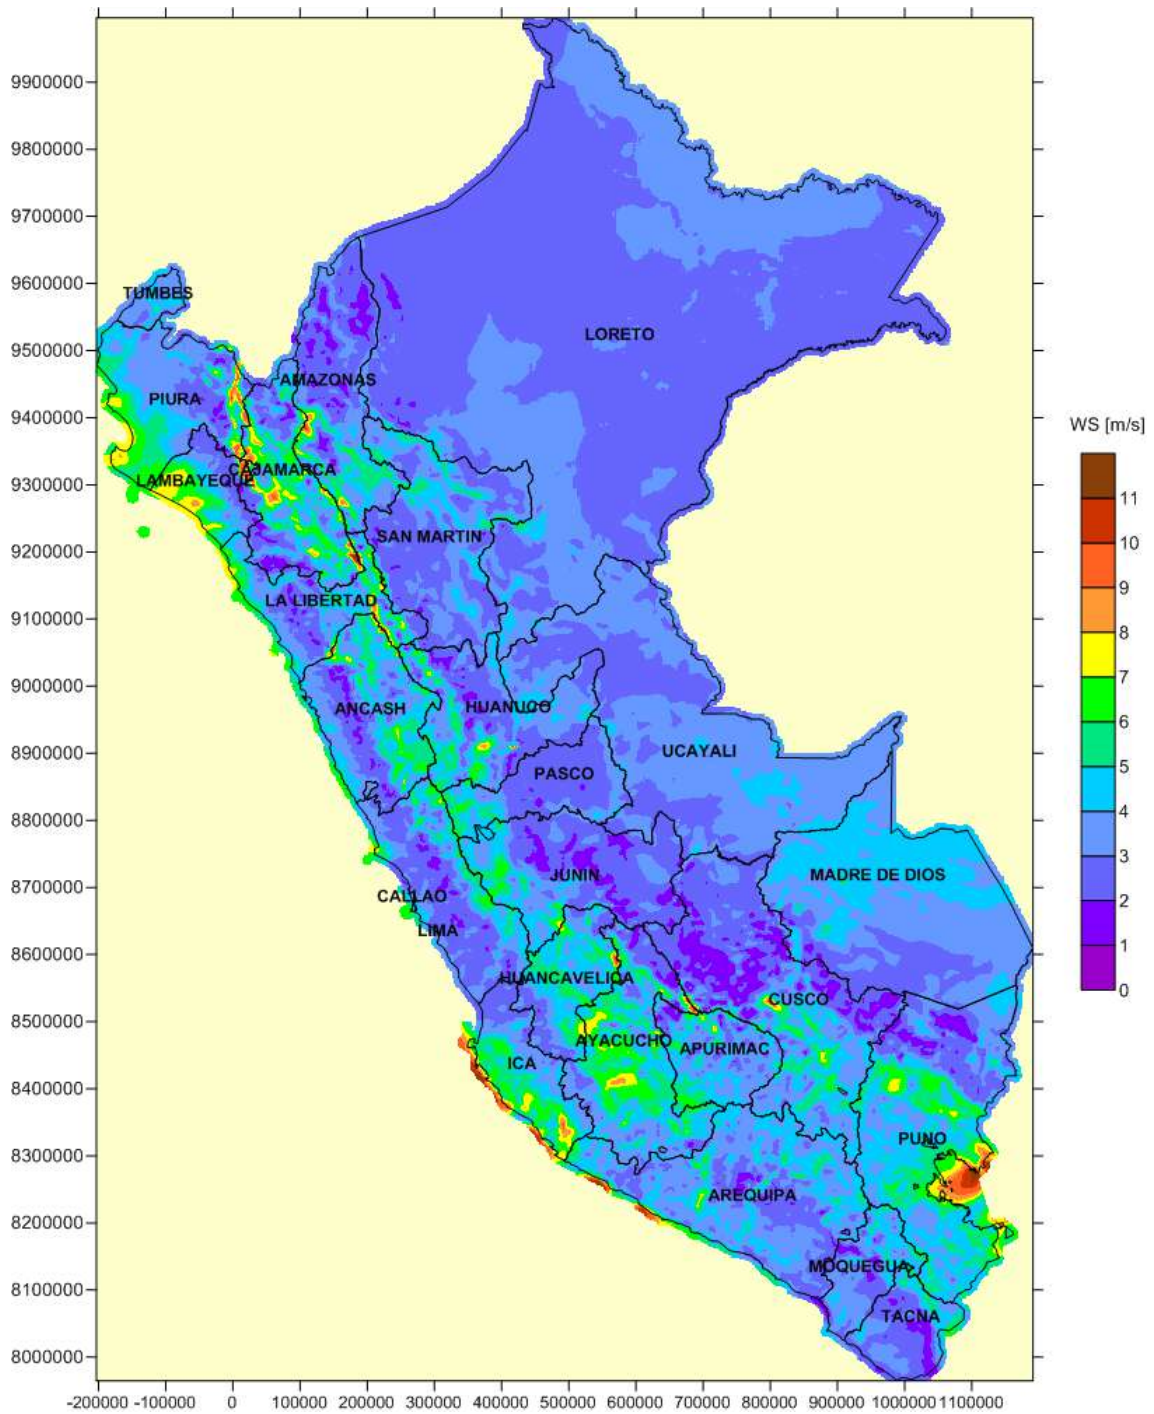 9900000
9800000
9700000
9600000
9500000
9400000
9300000
9200000
9100000
9000000
8900000
8800000
8700000
8600000
8500000
8400000
8300000
8200000
8100000
8000000
-200000 -100000 0 100000 200000 300000 400000 500000 600000 700000 800000 900000 1000000 1100000
TUMBES
LORETO
AMAZONAS
PIURA
CAJAMARCA
LAMBAYEQUE
SAN MARTIN
LA LIBERTAD
ANCASH
HUANUCO
UCAYALI
PASCO
JUNIN
MADRE DE DIOS
CALLAO
LIMA
HUANCAVELICA
CUSCO
AYACUCHO
APURIMAC
ICA
PUNO
AREQUIPA
MOQUEGUA
TACNA
WS [m/s]
11
10
9
8
7
6
5
4
3
2
1
0